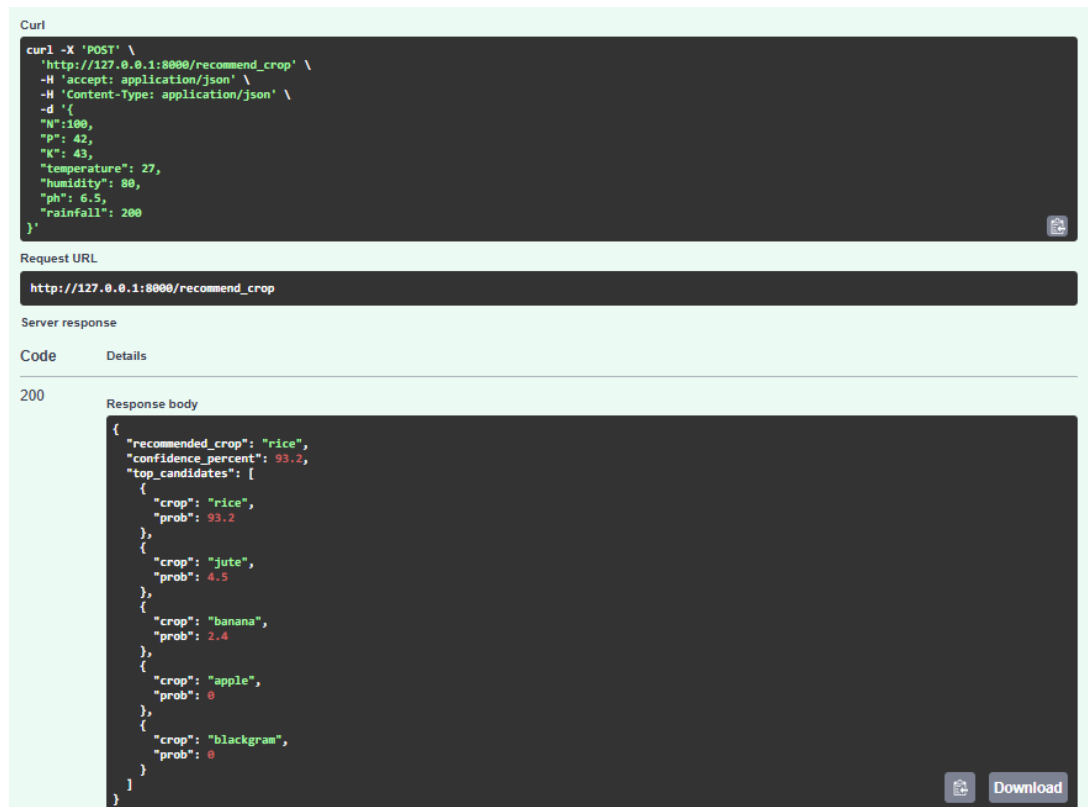 Curl
curl -X 'POST' \
  'http://127.0.0.1:8000/recommend_crop' \
  -H 'accept: application/json' \
  -H 'Content-Type: application/json' \
  -d '{
  "N":100,
  "P": 42,
  "K": 43,
  "temperature": 27,
  "humidity": 80,
  "ph": 6.5,
  "rainfall": 200
}'
Request URL
http://127.0.0.1:8000/recommend_crop
Server response
Code Details
200
Response body
{
  "recommended_crop": "rice",
  "confidence_percent": 93.2,
  "top_candidates": [
    {
      "crop": "rice",
      "prob": 93.2
    },
    {
      "crop": "jute",
      "prob": 4.5
    },
    {
      "crop": "banana",
      "prob": 2.4
    },
    {
      "crop": "apple",
      "prob": 0
    },
    {
      "crop": "blackgram",
      "prob": 0
    }
  ]
}
Download